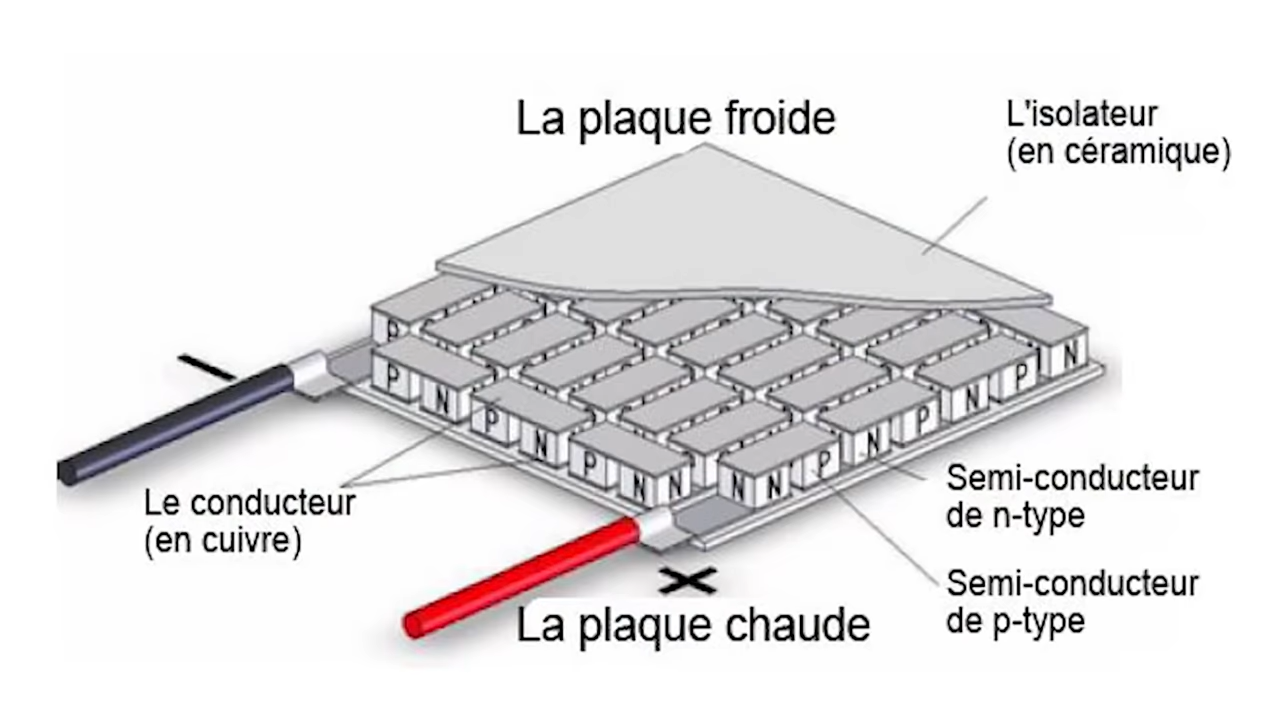 La plaque froide
L'isolateur
(en céramique)
P
P
N
P
N
P
N
N
N
N
P
N
P
N
P
N
Le conducteur
(en cuivre)
Semi-conducteur
de n-type
Semi-conducteur
de p-type
La plaque chaude